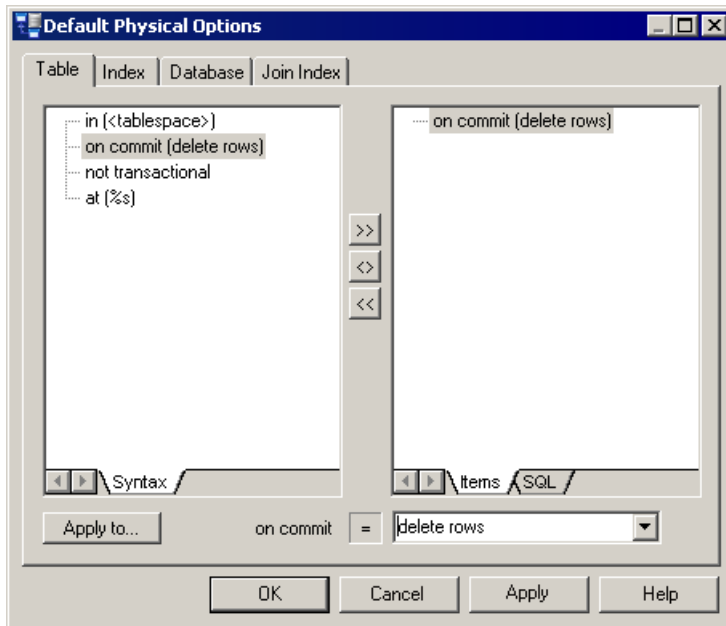 Default Physical Options
Table Index Database Join Index
in (<tablespace>)
on commit (delete rows)
not transactional
at (%s)
on commit (delete rows)
>>
<>
<<
Syntax
Items SQL
Apply to... on commit = delete rows
OK Cancel Apply Help